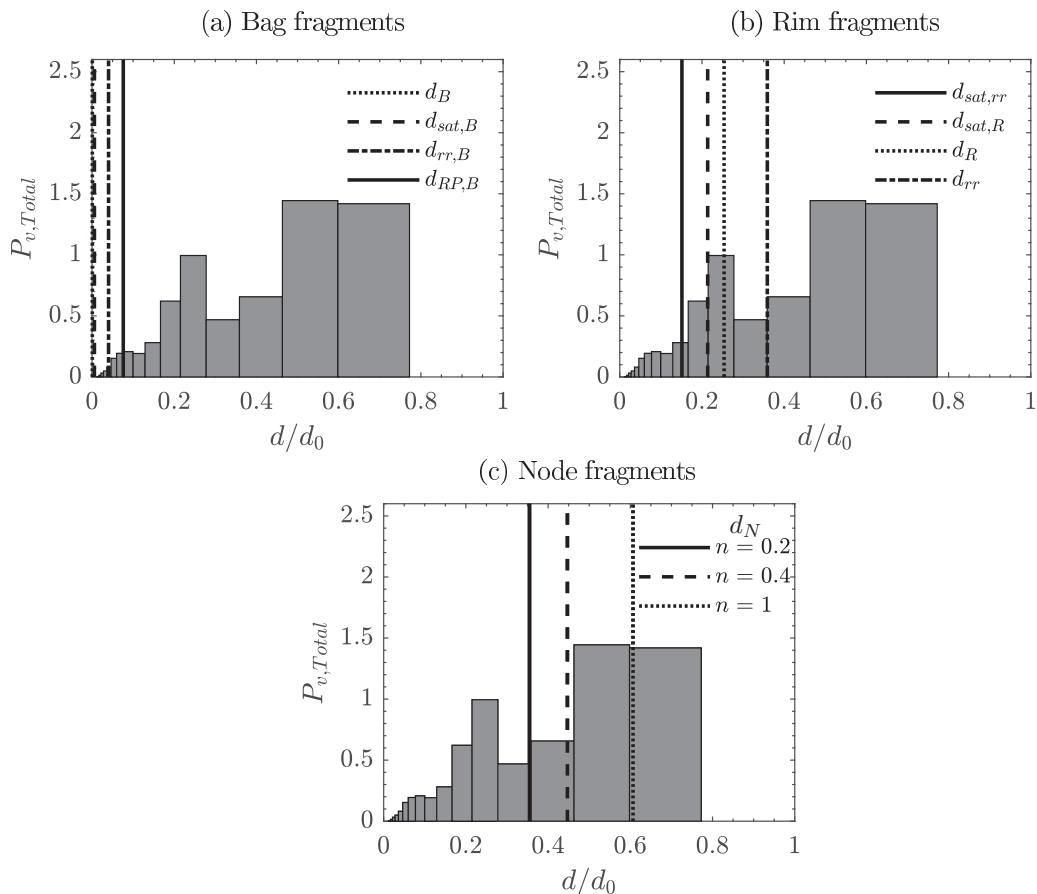 (a) Bag fragments
P_{v,Total}
2.5
2
1.5
1
0.5
0
d_B
d_{sat,B}
d_{rr,B}
d_{RP,B}
0 0.2 0.4 0.6 0.8 1
d/d_0
(b) Rim fragments
P_{v,Total}
2.5
2
1.5
1
0.5
0
d_{sat,rr}
d_{sat,R}
d_R
d_{rr}
0 0.2 0.4 0.6 0.8 1
d/d_0
(c) Node fragments
P_{v,Total}
2.5
2
1.5
1
0.5
0
d_N
n = 0.2
n = 0.4
n = 1
0 0.2 0.4 0.6 0.8 1
d/d_0